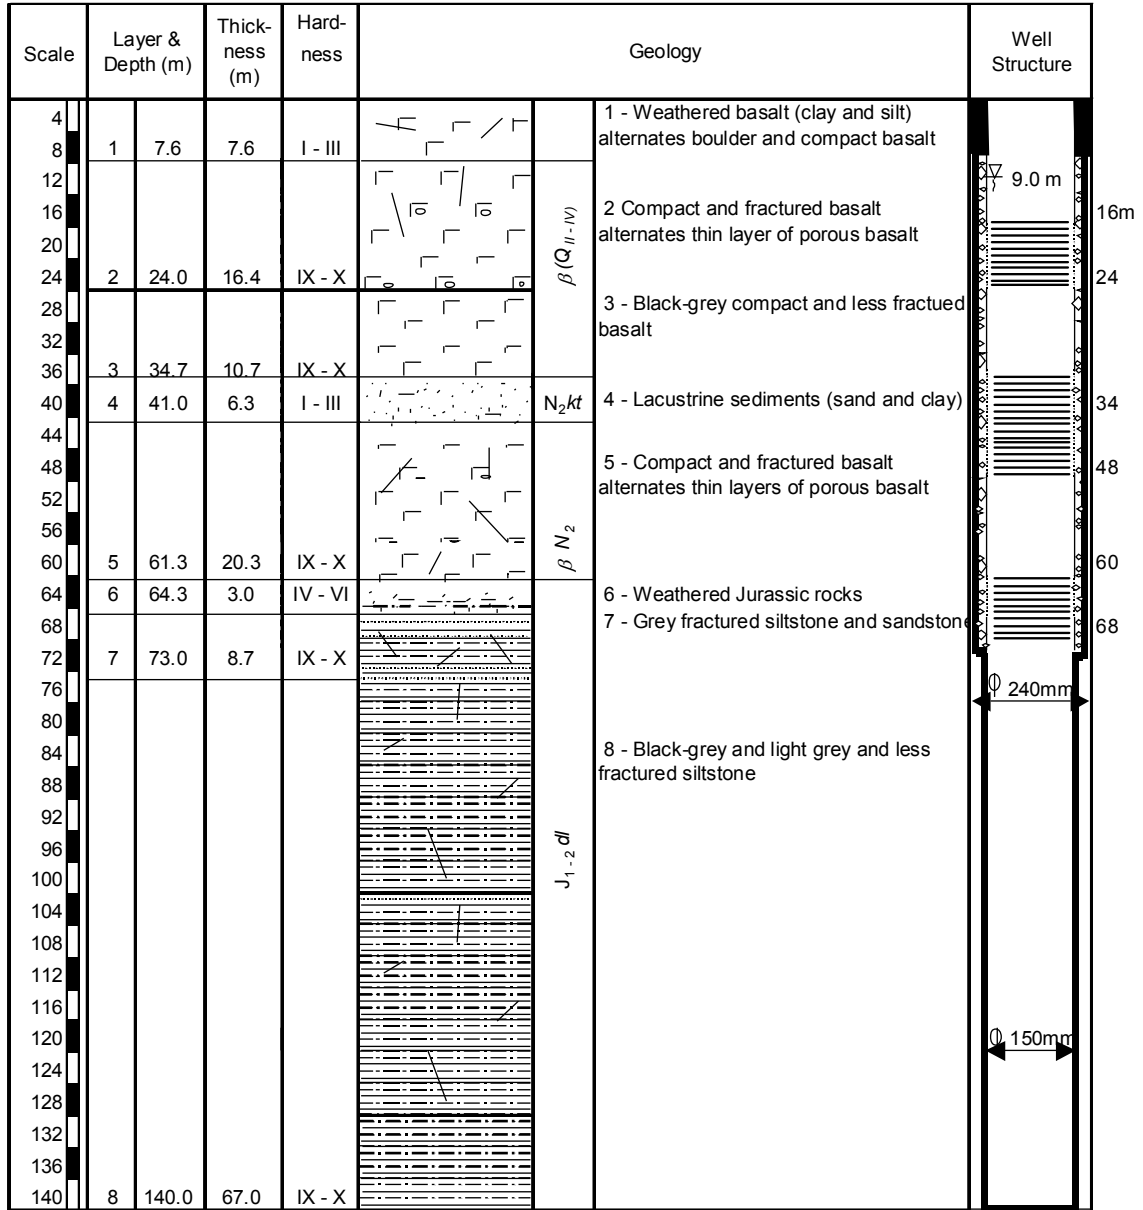 Scale
Layer &
Depth (m)
Thick-
ness
(m)
Hard-
ness
Geology
Well
Structure
4
8
12
16
20
24
28
32
36
40
44
48
52
56
60
64
68
72
76
80
84
88
92
96
100
104
108
112
116
120
124
128
132
136
140
1 7.6 7.6 I - III
2 24.0 16.4 IX - X
3 34.7 10.7 IX - X
4 41.0 6.3 I - III
5 61.3 20.3 IX - X
6 64.3 3.0 IV - VI
7 73.0 8.7 IX - X
8 140.0 67.0 IX - X
β (Q II - IV)
N2kt
β N2
J1-2 dl
1 - Weathered basalt (clay and silt)
alternates boulder and compact basalt
2 Compact and fractured basalt
alternates thin layer of porous basalt
3 - Black-grey compact and less fractued
basalt
4 - Lacustrine sediments (sand and clay)
5 - Compact and fractured basalt
alternates thin layers of porous basalt
6 - Weathered Jurassic rocks
7 - Grey fractured siltstone and sandstone
8 - Black-grey and light grey and less
fractured siltstone
9.0 m
16m
24
34
48
60
68
ϕ 240mm
ϕ 150mm